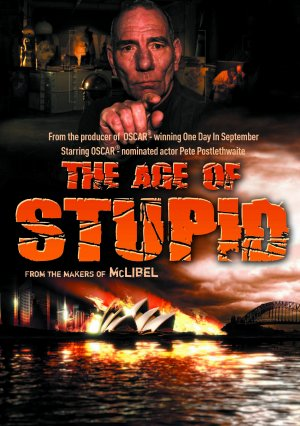 From the producer of OSCAR - winning One Day In September
Starring OSCAR - nominated actor Pete Postlethwaite
THE AGE OF
STUPID
FROM THE MAKERS OF McLIBEL